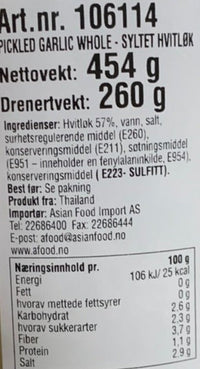 Art.nr. 106114
PICKLED GARLIC WHOLE - SYLTET HVITLØK
Nettovekt: 454 g
Drenertvekt: 260 g
Ingredienser: Hvitløk 57%, vann, salt,
surhetsregulerende middel (E260),
konserveringsmiddel (E211), søtningsmiddel
(E951 – inneholder en fenylalaninkilde, E954),
konserveringsmiddel ( E223- SULFITT).
Best før: Se pakning
Produkt fra: Thailand
Importør: Asian Food Import AS
Tel: 22686400 Fax: 22686444
E-post: afood@asianfood.no
www.afood.no
Næringsinnhold pr. 100 g
Energi 106 kJ/ 25 kcal
Fett 0g
hvorav mettede fettsyrer 0g
Karbohydrat 2.6g
hvorav sukkerarter 2.3g
Fiber 3.7g
Protein 1.1g
Salt 2.9g